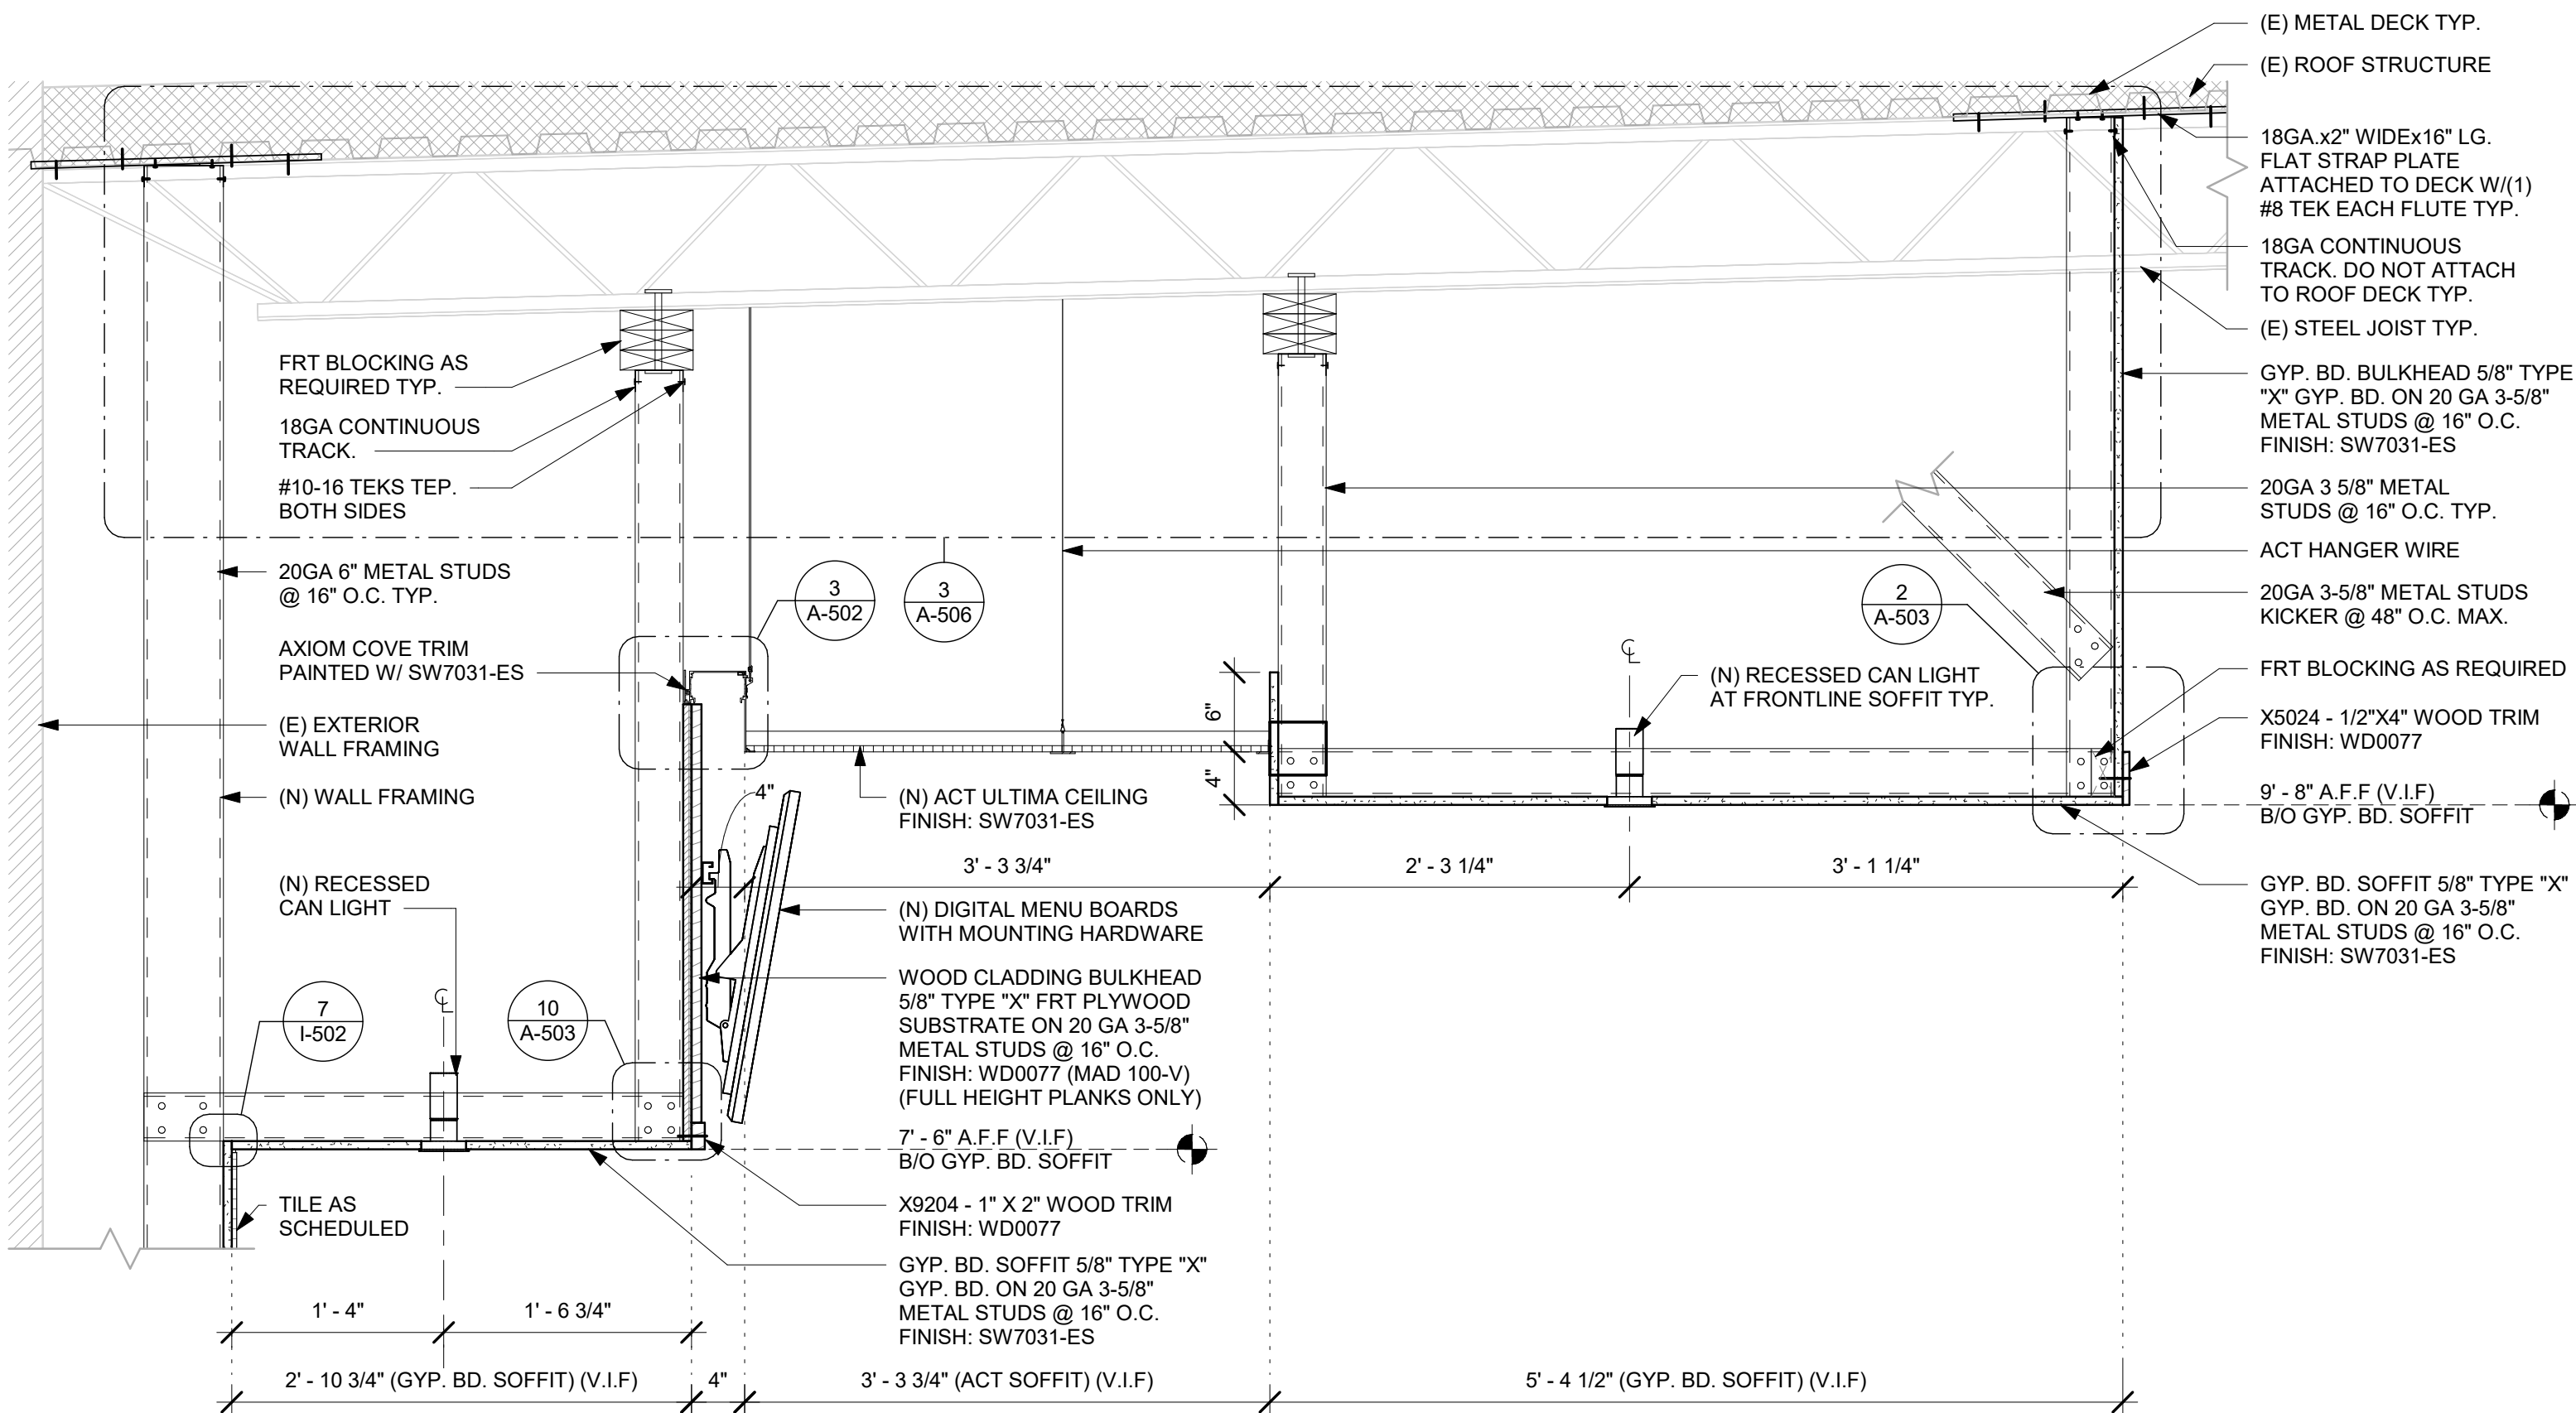 (E) METAL DECK TYP.
(E) ROOF STRUCTURE
18GA.x2" WIDEx16" LG.
FLAT STRAP PLATE
ATTACHED TO DECK W/(1)
#8 TEK EACH FLUTE TYP.
18GA CONTINUOUS
TRACK. DO NOT ATTACH
TO ROOF DECK TYP.
(E) STEEL JOIST TYP.
GYP. BD. BULKHEAD 5/8" TYPE
"X" GYP. BD. ON 20 GA 3-5/8"
METAL STUDS @ 16" O.C.
FINISH: SW7031-ES
20GA 3 5/8" METAL
STUDS @ 16" O.C. TYP.
ACT HANGER WIRE
20GA 3-5/8" METAL STUDS
KICKER @ 48" O.C. MAX.
FRT BLOCKING AS REQUIRED
X5024 - 1/2"X4" WOOD TRIM
FINISH: WD0077
9' - 8" A.F.F (V.I.F)
B/O GYP. BD. SOFFIT
GYP. BD. SOFFIT 5/8" TYPE "X"
GYP. BD. ON 20 GA 3-5/8"
METAL STUDS @ 16" O.C.
FINISH: SW7031-ES
FRT BLOCKING AS
REQUIRED TYP.
18GA CONTINUOUS
TRACK.
#10-16 TEKS TEP.
BOTH SIDES
20GA 6" METAL STUDS
@ 16" O.C. TYP.
AXIOM COVE TRIM
PAINTED W/ SW7031-ES
(E) EXTERIOR
WALL FRAMING
(N) WALL FRAMING
(N) RECESSED
CAN LIGHT
3
A-502
3
A-506
2
A-503
7
I-502
10
A-503
CL
(N) RECESSED CAN LIGHT
AT FRONTLINE SOFFIT TYP.
6"
4"
4"
(N) ACT ULTIMA CEILING
FINISH: SW7031-ES
3' - 3 3/4"
2' - 3 1/4"
3' - 1 1/4"
(N) DIGITAL MENU BOARDS
WITH MOUNTING HARDWARE
WOOD CLADDING BULKHEAD
5/8" TYPE "X" FRT PLYWOOD
SUBSTRATE ON 20 GA 3-5/8"
METAL STUDS @ 16" O.C.
FINISH: WD0077 (MAD 100-V)
(FULL HEIGHT PLANKS ONLY)
7' - 6" A.F.F (V.I.F)
B/O GYP. BD. SOFFIT
X9204 - 1" X 2" WOOD TRIM
FINISH: WD0077
GYP. BD. SOFFIT 5/8" TYPE "X"
GYP. BD. ON 20 GA 3-5/8"
METAL STUDS @ 16" O.C.
FINISH: SW7031-ES
CL
TILE AS
SCHEDULED
1' - 4"
1' - 6 3/4"
2' - 10 3/4" (GYP. BD. SOFFIT) (V.I.F)
4"
3' - 3 3/4" (ACT SOFFIT) (V.I.F)
5' - 4 1/2" (GYP. BD. SOFFIT) (V.I.F)